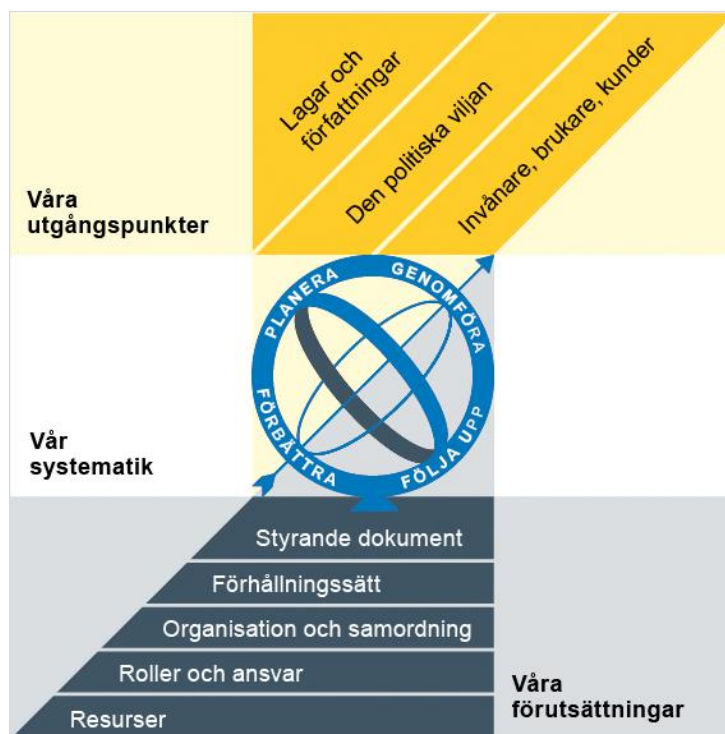 Lagar och
författningar
Den politiska viljan
Invånare, brukare, kunder
Våra
utgångspunkter
PLANERA
GENOMFÖRA
FÖRBÄTTRA
FÖLJA UPP
Vår
systematik
Styrande dokument
Förhållningssätt
Organisation och samordning
Roller och ansvar
Resurser
Våra
förutsättningar